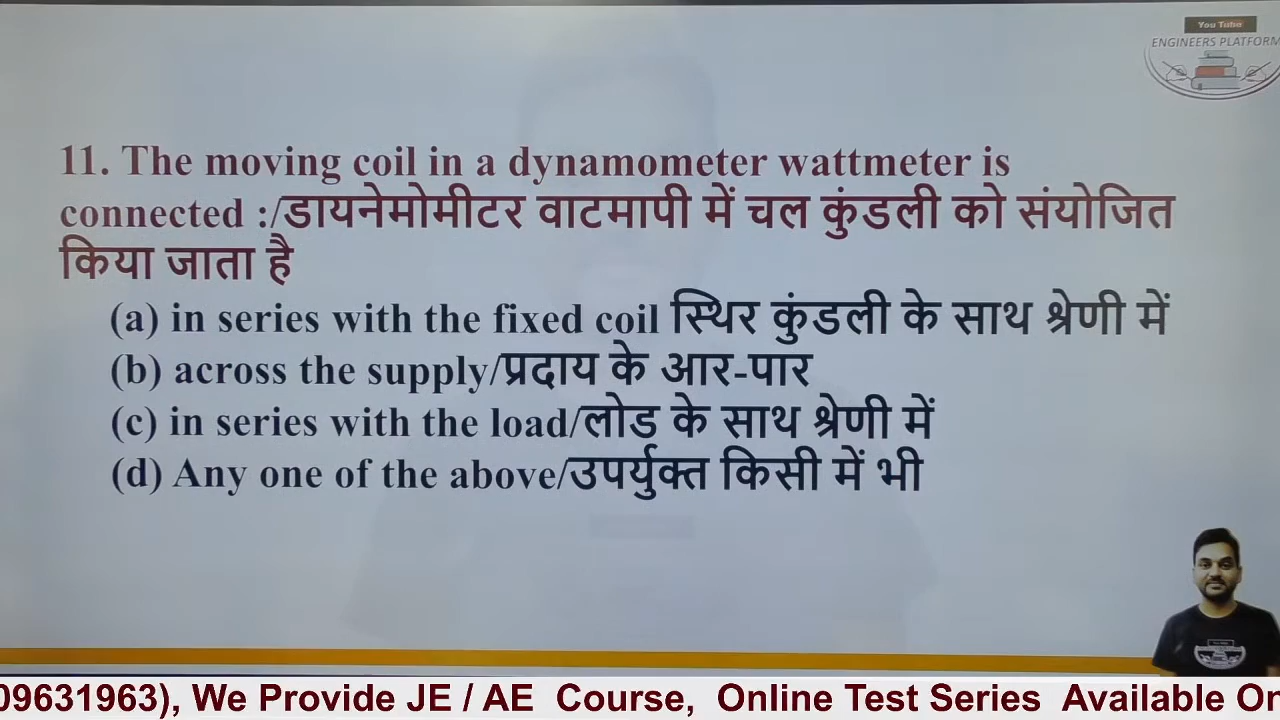 You Tube
ENGINEERS PLATFORM
11. The moving coil in a dynamometer wattmeter is
connected :/डायनेमोमीटर वाटमापी में चल कुंडली को संयोजित
किया जाता है
(a) in series with the fixed coil स्थिर कुंडली के साथ श्रेणी में
(b) across the supply/प्रदाय के आर-पार
(c) in series with the load/लोड के साथ श्रेणी में
(d) Any one of the above/उपर्युक्त किसी में भी
09631963), We Provide JE / AE Course, Online Test Series Available On